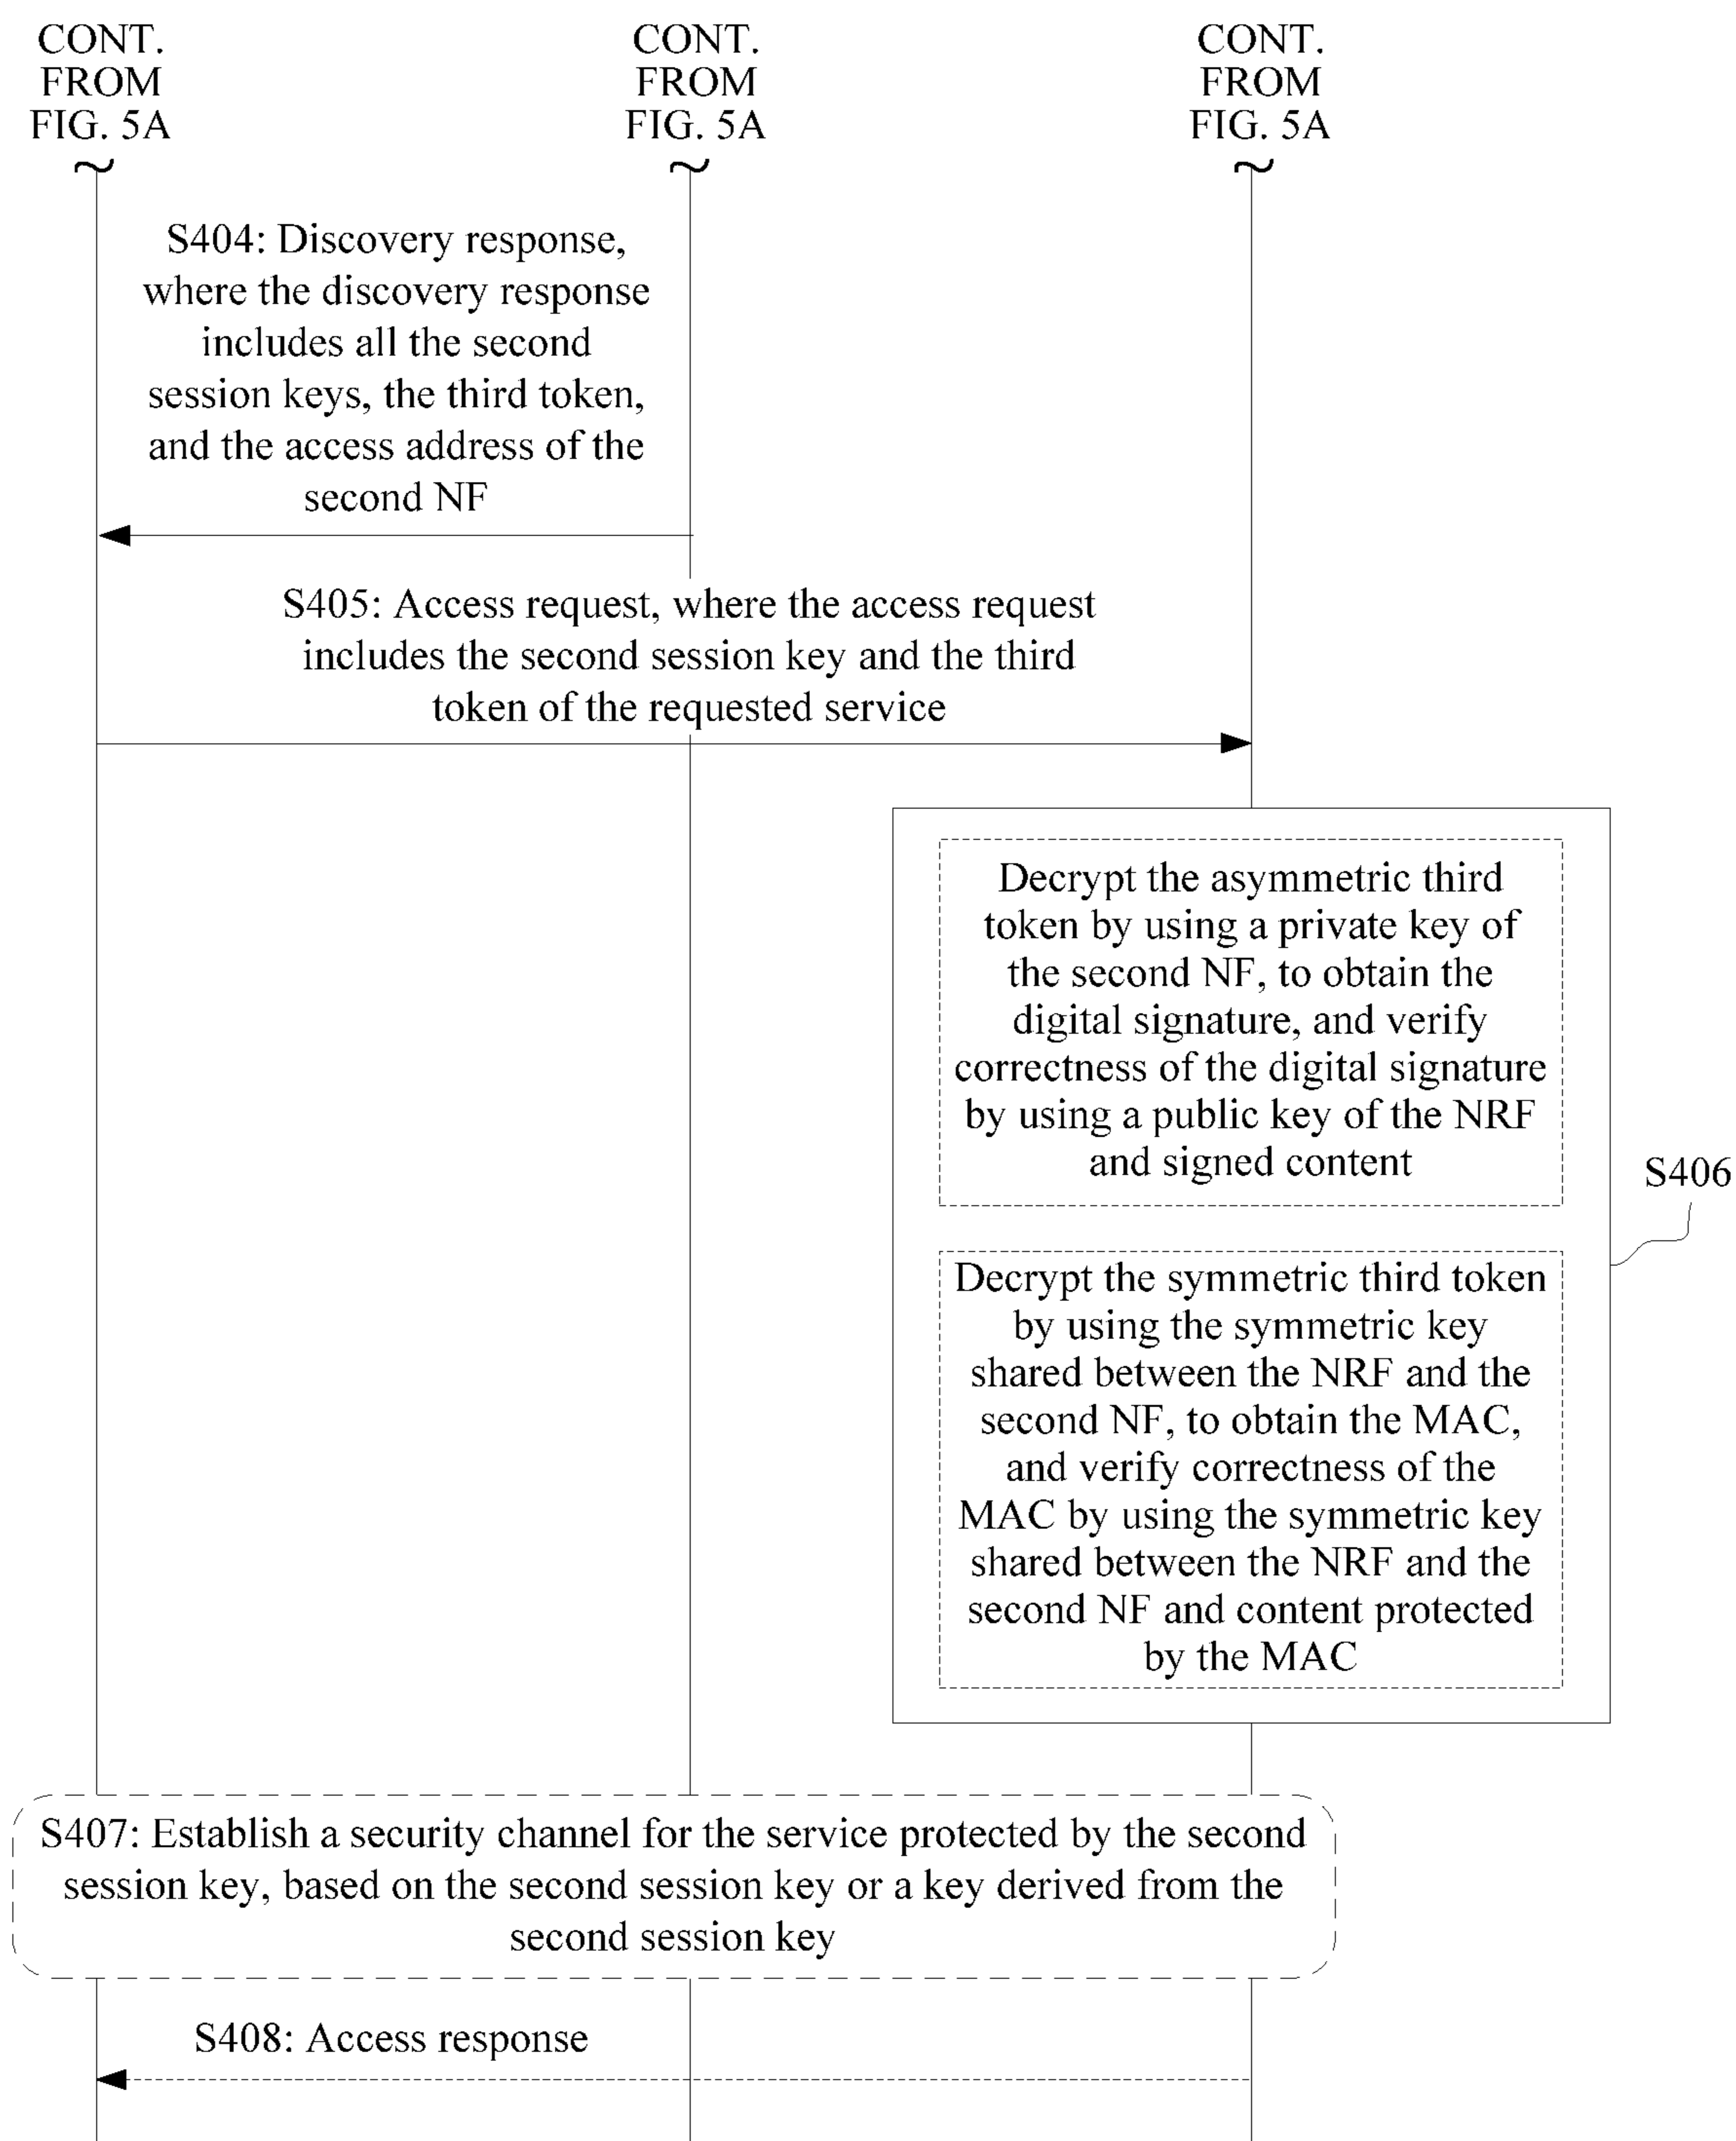 CONT.
FROM
FIG. 5A
CONT.
FROM
FIG. 5A
CONT.
FROM
FIG. 5A
S404: Discovery response,
where the discovery response
includes all the second
session keys, the third token,
and the access address of the
second NF
S405: Access request, where the access request
includes the second session key and the third
token of the requested service
Decrypt the asymmetric third
token by using a private key of
the second NF, to obtain the
digital signature, and verify
correctness of the digital signature
by using a public key of the NRF
and signed content
S406
Decrypt the symmetric third token
by using the symmetric key
shared between the NRF and the
second NF, to obtain the MAC,
and verify correctness of the
MAC by using the symmetric key
shared between the NRF and the
second NF and content protected
by the MAC
S407: Establish a security channel for the service protected by the second
session key, based on the second session key or a key derived from the
second session key
S408: Access response